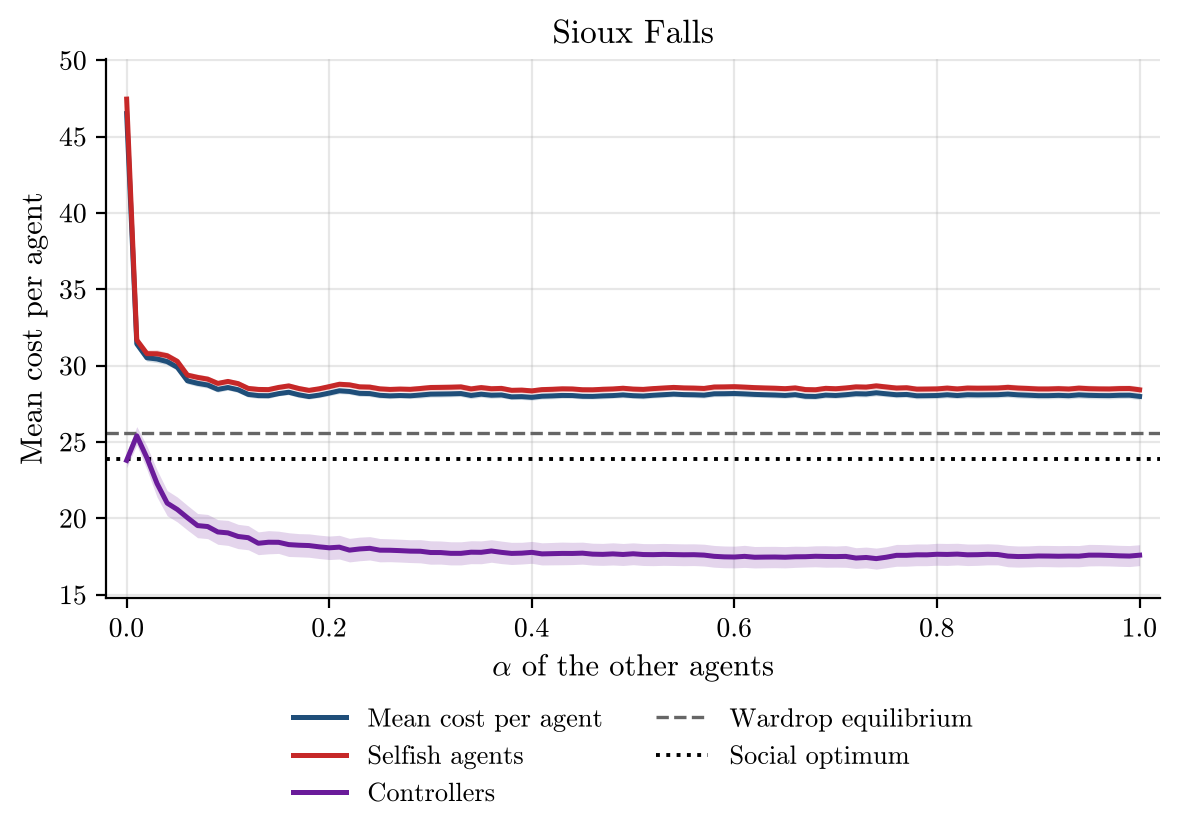 Sioux Falls
50
45
40
35
30
25
20
15
Mean cost per agent
0.0 0.2 0.4 0.6 0.8 1.0
α of the other agents
Mean cost per agent
Selfish agents
Controllers
Wardrop equilibrium
Social optimum